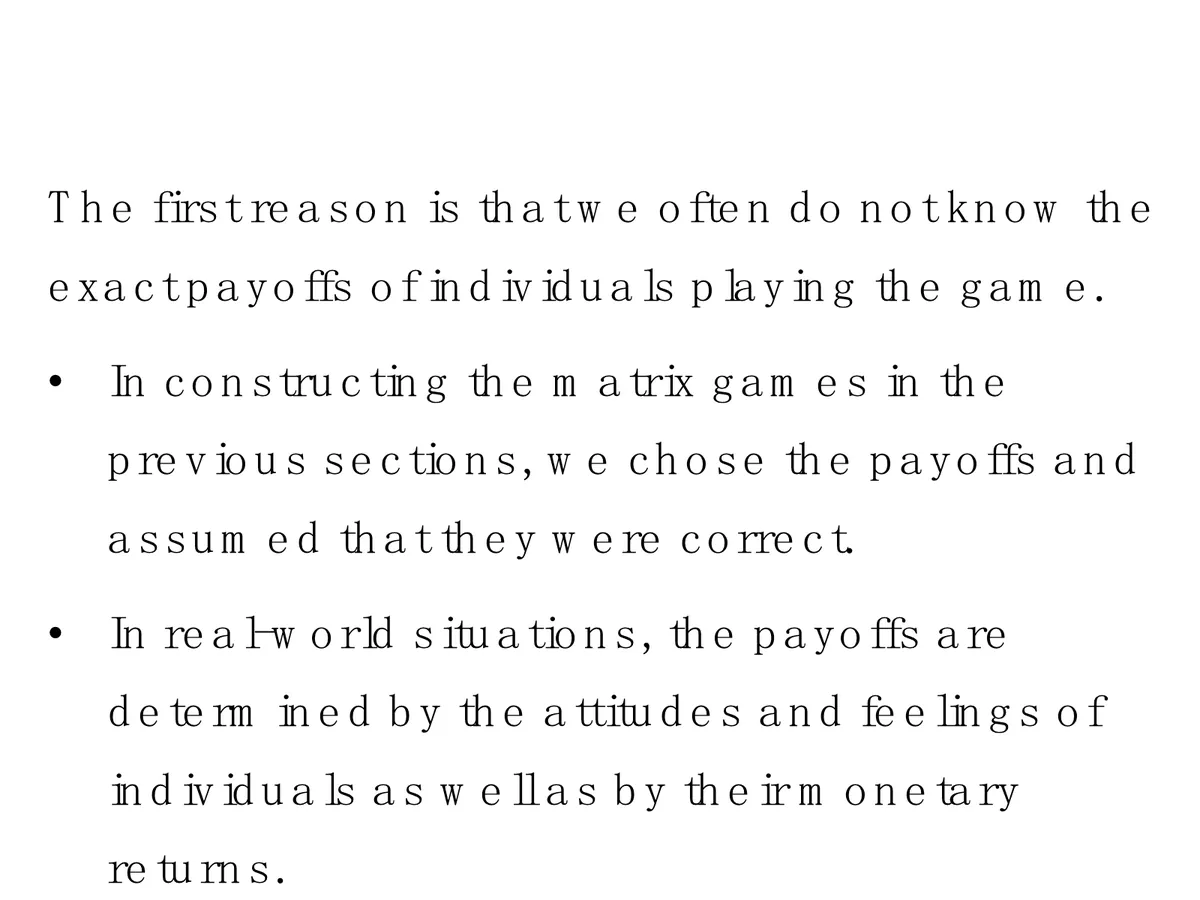 The first reason is that we often do not know the
exact payoffs of individuals playing the game.
• In constructing the matrix games in the
previous sections, we chose the payoffs and
assumed that they were correct.
• In real-world situations, the payoffs are
determined by the attitudes and feelings of
individuals as well as by their monetary
returns.